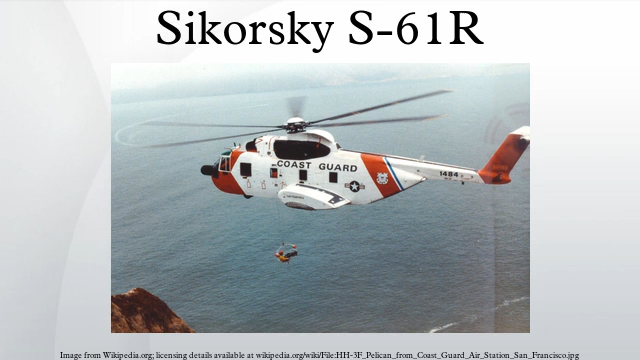 Sikorsky S-61R
COAST GUARD
1484
Image from Wikipedia.org; licensing details available at wikipedia.org/wiki/File:HH-3F_Pelican_from_Coast_Guard_Air_Station_San_Francisco.jpg